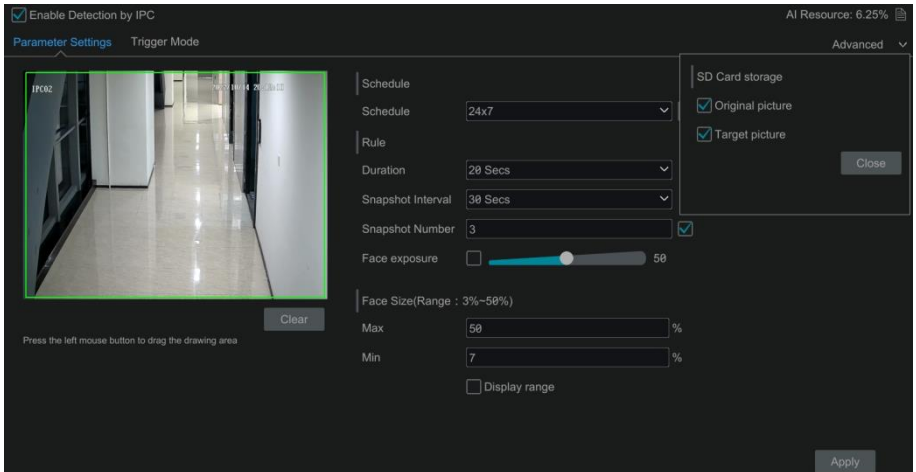 Enable Detection by IPC
AI Resource: 6.25%
Parameter Settings Trigger Mode
Advanced
IPC02
SD Card storage
Original picture
Target picture
Close
Schedule
Schedule 24x7
Rule
Duration 20 Secs
Snapshot Interval 30 Secs
Snapshot Number 3
Face exposure 50
Face Size(Range : 3%~50%)
Max 50 %
Min 7 %
Display range
Clear
Press the left mouse button to drag the drawing area
Apply